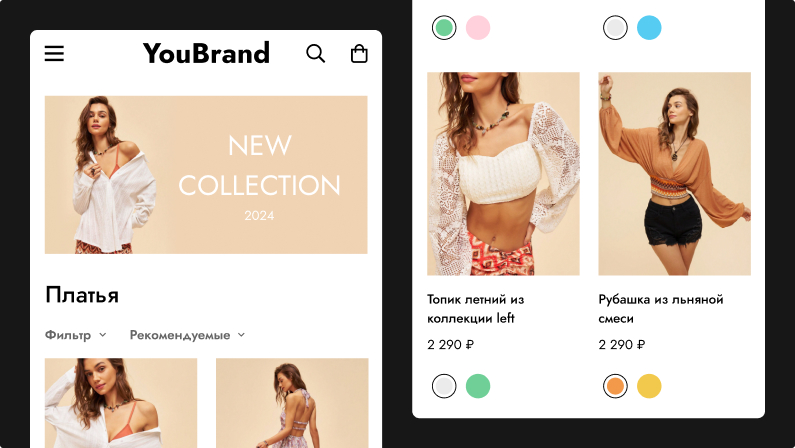 YouBrand
NEW
COLLECTION
2024
Платья
Фильтр
Рекомендуемые
Топик летний из
коллекции left
2 290 ₽
Рубашка из льняной
смеси
2 290 ₽